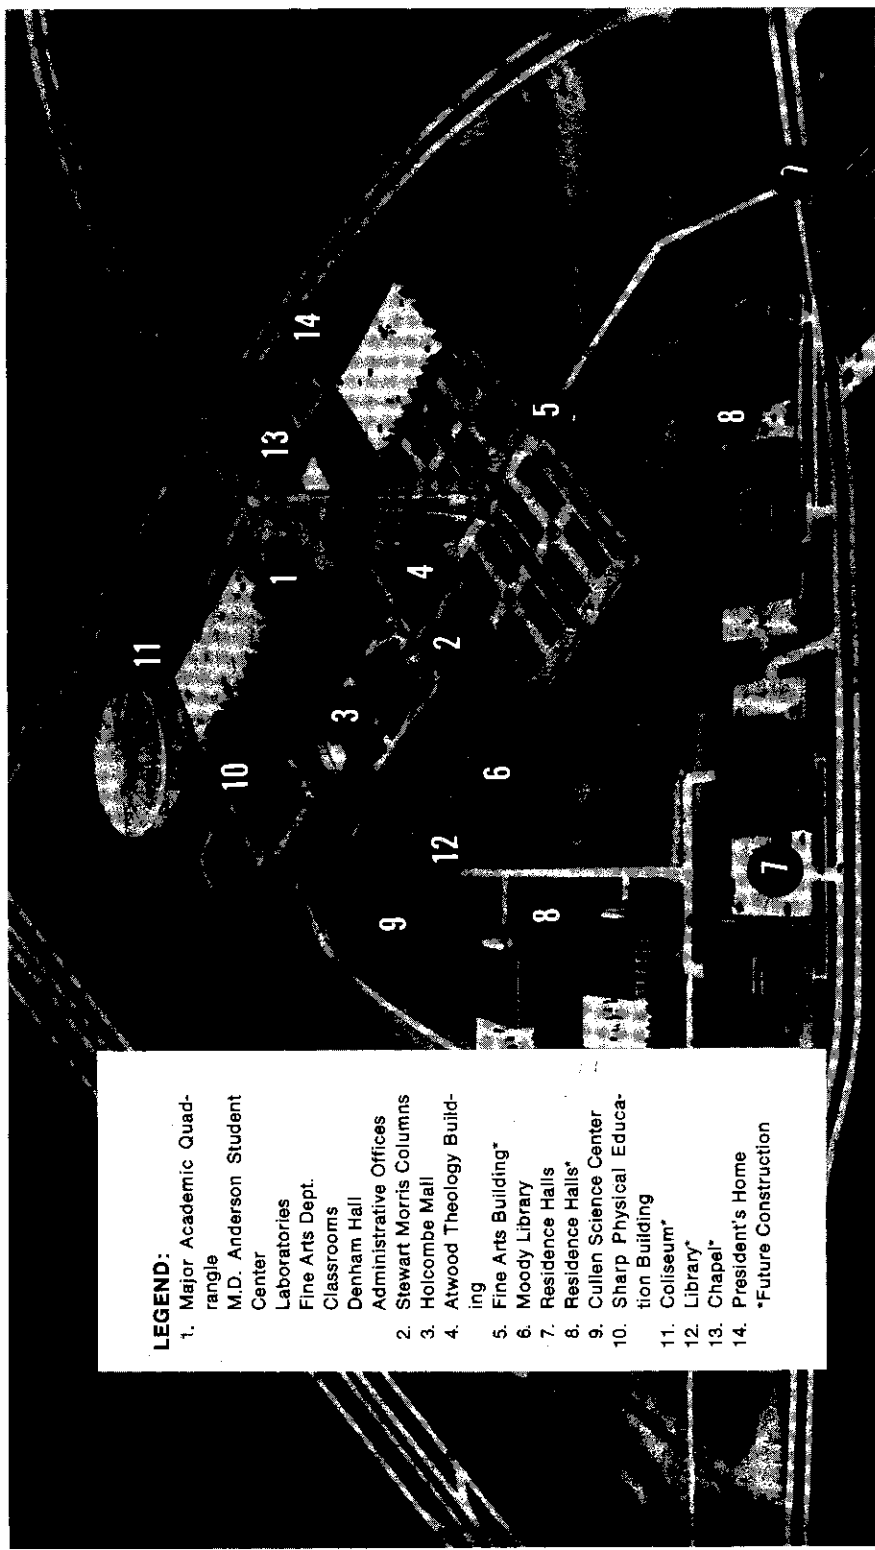 LEGEND:
1. Major Academic Quad-
rangle
M.D. Anderson Student
Center
Laboratories
Fine Arts Dept.
Classrooms
Denham Hall
Administrative Offices
2. Stewart Morris Columns
3. Holcombe Mall
4. Atwood Theology Build-
ing
5. Fine Arts Building*
6. Moody Library
7. Residence Halls
8. Residence Halls*
9. Cullen Science Center
10. Sharp Physical Educa-
tion Building
11. Coliseum*
12. Library*
13. Chapel*
14. President's Home
*Future Construction
11
10
9
3
1
13
14
12
2
4
6
8
5
7
8
7